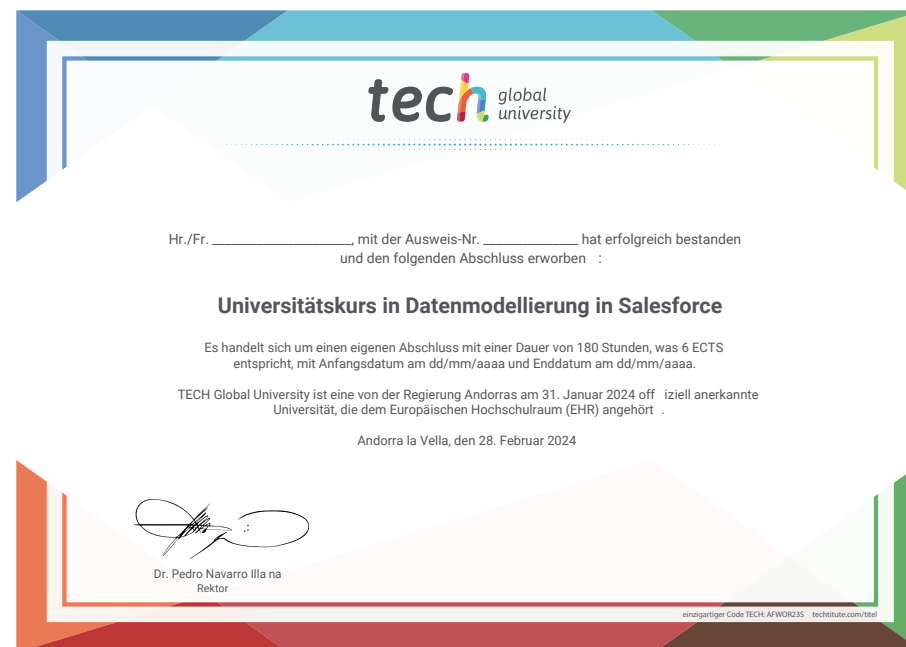 tech global university
Hr./Fr. ____________________, mit der Ausweis-Nr. ______________ hat erfolgreich bestanden
und den folgenden Abschluss erworben :
Universitätskurs in Datenmodellierung in Salesforce
Es handelt sich um einen eigenen Abschluss mit einer Dauer von 180 Stunden, was 6 ECTS
entspricht, mit Anfangsdatum am dd/mm/aaaa und Enddatum am dd/mm/aaaa.
TECH Global University ist eine von der Regierung Andorras am 31. Januar 2024 off iziell anerkannte
Universität, die dem Europäischen Hochschulraum (EHR) angehört .
Andorra la Vella, den 28. Februar 2024
Dr. Pedro Navarro Illa na
Rektor
einzigartiger Code TECH: AFWOR23S techtitute.com/titel